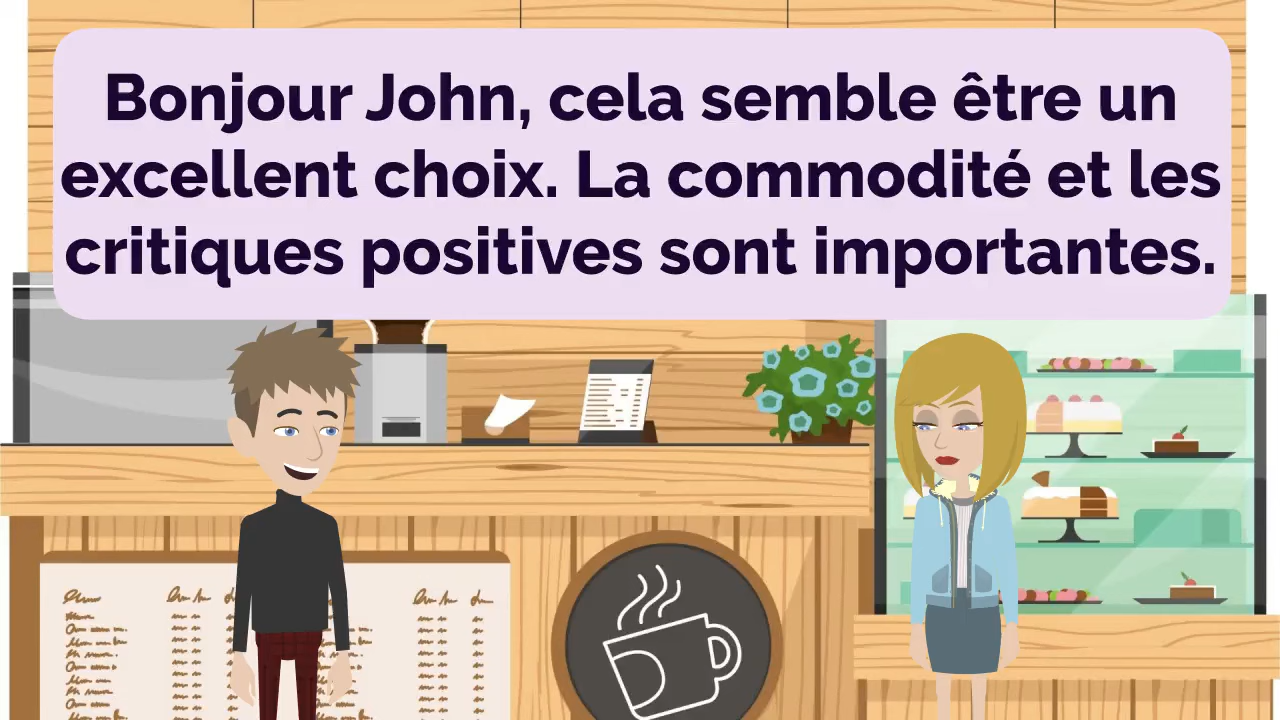 Bonjour John, cela semble être un
excellent choix. La commodité et les
critiques positives sont importantes.